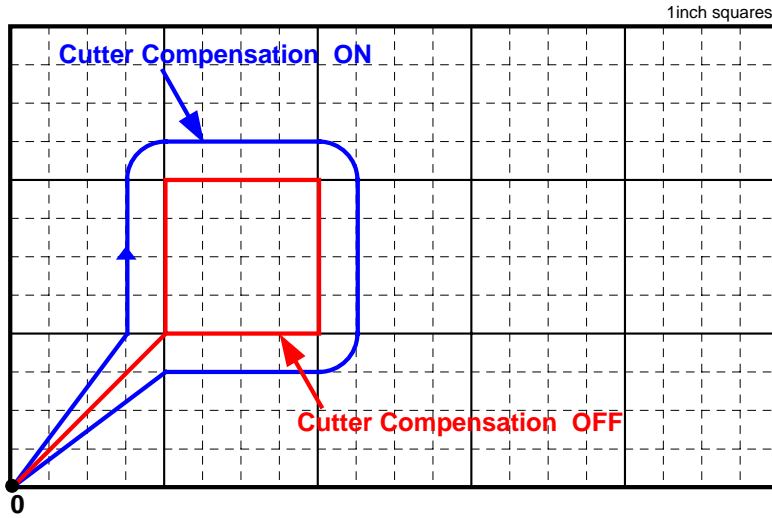 1inch squares
Cutter Compensation  ON
Cutter Compensation  OFF
0